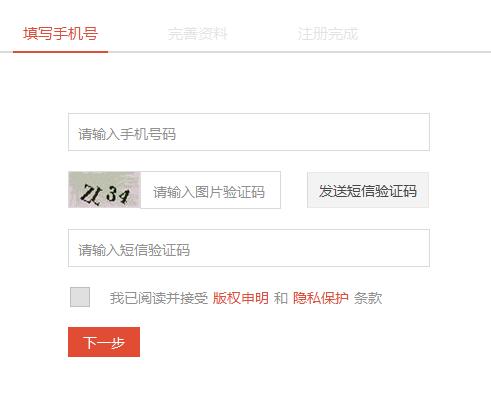 填写手机号 完善资料 注册完成
请输入手机号码
请输入图片验证码 发送短信验证码
请输入短信验证码
我已阅读并接受 版权申明 和 隐私保护 条款
下一步